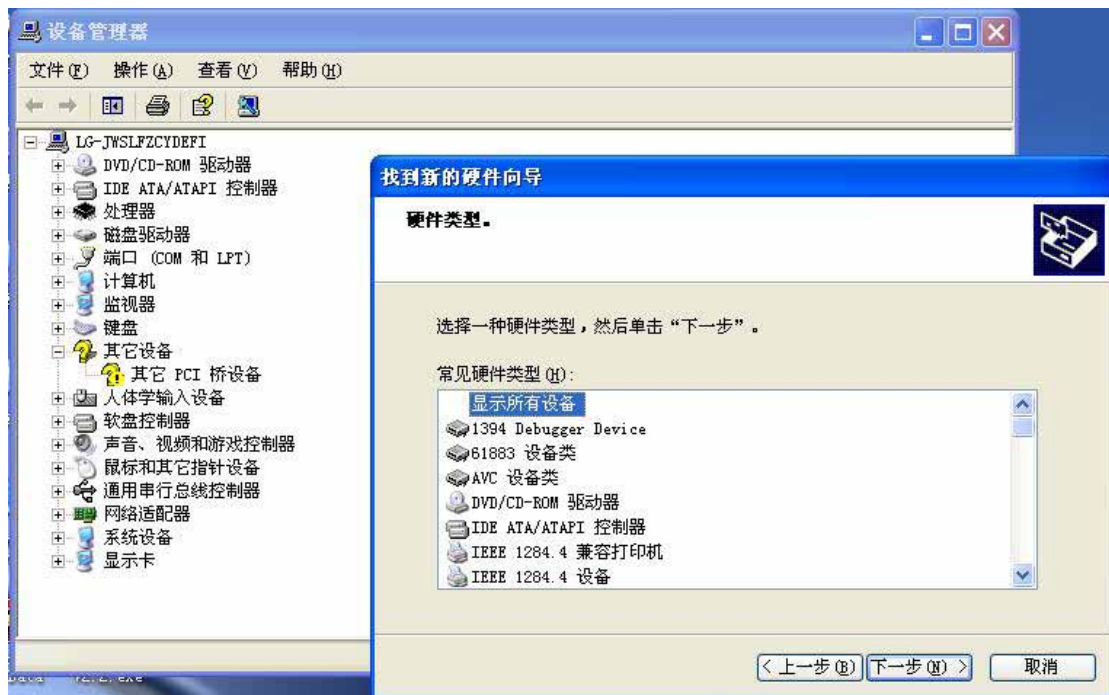 设备管理器
文件(F) 操作(A) 查看(V) 帮助(H)
LG-JWSLFZCYDEFI
DVD/CD-ROM 驱动器
IDE ATA/ATAPI 控制器
处理器
磁盘驱动器
端口 (COM 和 LPT)
计算机
监视器
键盘
其它设备
其它 PCI 桥设备
人体学输入设备
软盘控制器
声音、视频和游戏控制器
鼠标和其它指针设备
通用串行总线控制器
网络适配器
系统设备
显示卡
找到新的硬件向导
硬件类型。
选择一种硬件类型，然后单击“下一步”。
常见硬件类型(H):
显示所有设备
1394 Debugger Device
61883 设备类
AVC 设备类
DVD/CD-ROM 驱动器
IDE ATA/ATAPI 控制器
IEEE 1284.4 兼容打印机
IEEE 1284.4 设备
< 上一步(B) 下一步(N) > 取消